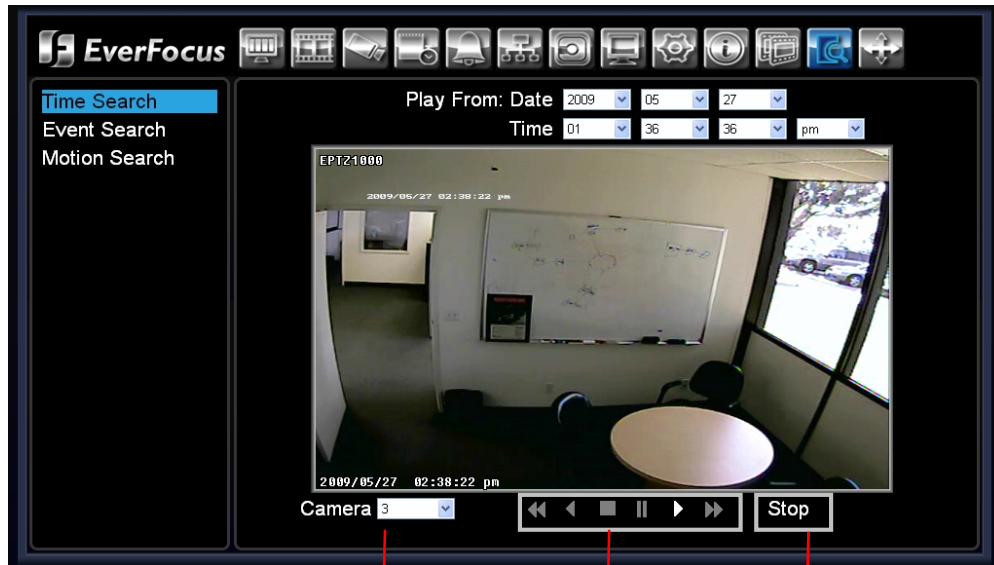 EverFocus
Time Search
Event Search
Motion Search
Play From: Date 2009 05 27
Time 01 36 36 pm
EPTZ1000
2009/05/27 02:38:22 pm
2009/05/27 02:38:22 pm
Camera 3
Stop